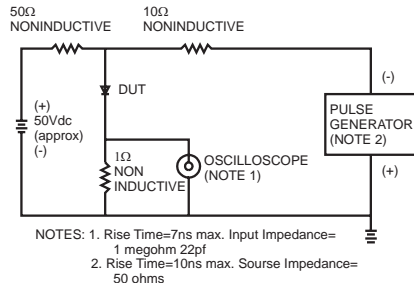 50Ω
NONINDUCTIVE
10Ω
NONINDUCTIVE
DUT
(+)
50Vdc
(approx)
(-)
1Ω
NON
INDUCTIVE
OSCILLOSCOPE
(NOTE 1)
(-)
PULSE
GENERATOR
(NOTE 2)
(+)
NOTES: 1. Rise Time=7ns max. Input Impedance=
1 megohm 22pf
2. Rise Time=10ns max. Sourse Impedance=
50 ohms